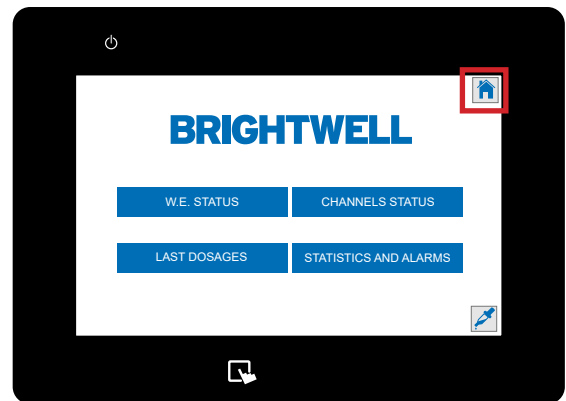 BRIGHTWELL
W.E. STATUS
CHANNELS STATUS
LAST DOSAGES
STATISTICS AND ALARMS